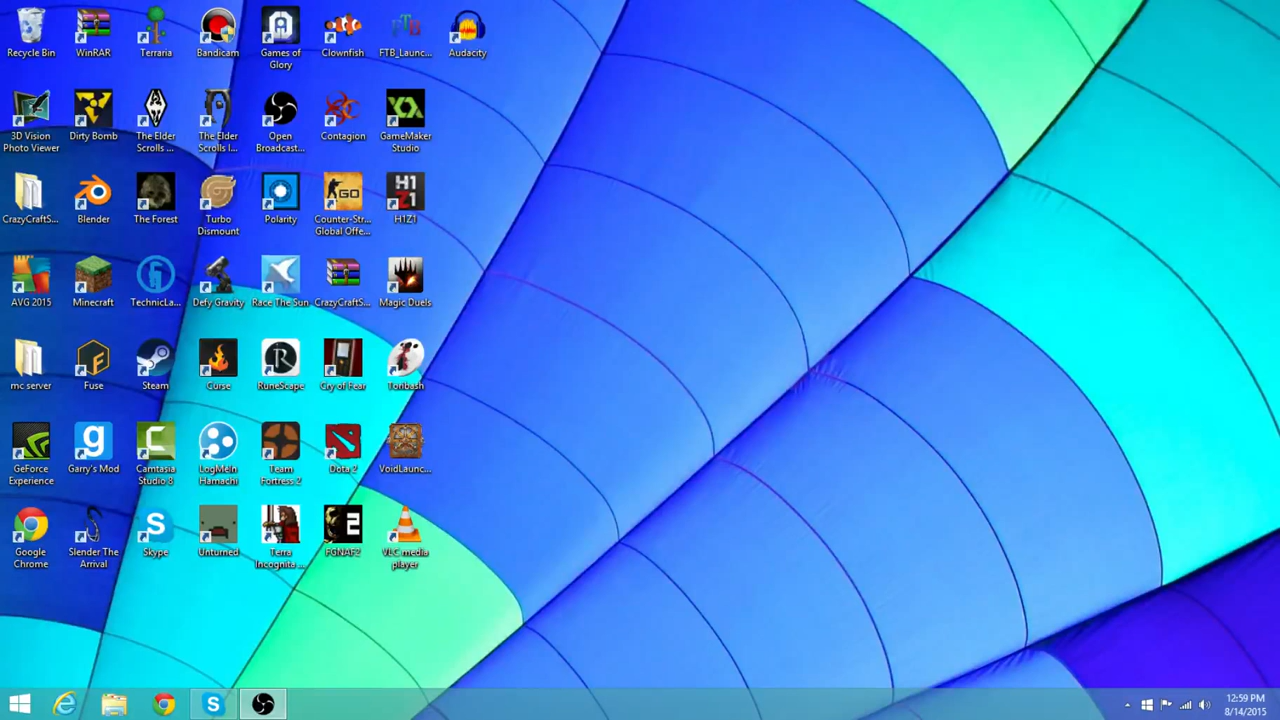 Recycle Bin
WinRAR
Terraria
Bandicam
Games of
Glory
Clownfish
FTB_Launc...
Audacity
3D Vision
Photo Viewer
Dirty Bomb
The Elder
Scrolls ...
The Elder
Scrolls I...
Open
Broadcast...
Contagion
GameMaker
Studio
CrazyCraftS...
Blender
The Forest
Turbo
Dismount
Polarity
GO
Counter-Str...
Global Offe...
H1
Z1
H1Z1
AVG 2015
Minecraft
TechnicLa...
Defy Gravity
Race The Sun
CrazyCraftS...
Magic Duels
mc server
Fuse
Steam
Curse
RuneScape
Cry of Fear
Tonbash
GeForce
Experience
g
Garry's Mod
C
Camtasia
Studio 8
LogMeIn
Hamachi
Team
Fortress 2
Dota 2
VoidLaunc...
Google
Chrome
Slender The
Arrival
S
Skype
Unturned
Terra
Incognita ...
2
FGNAF2
VLC media
player
S
12:59 PM
8/14/2015